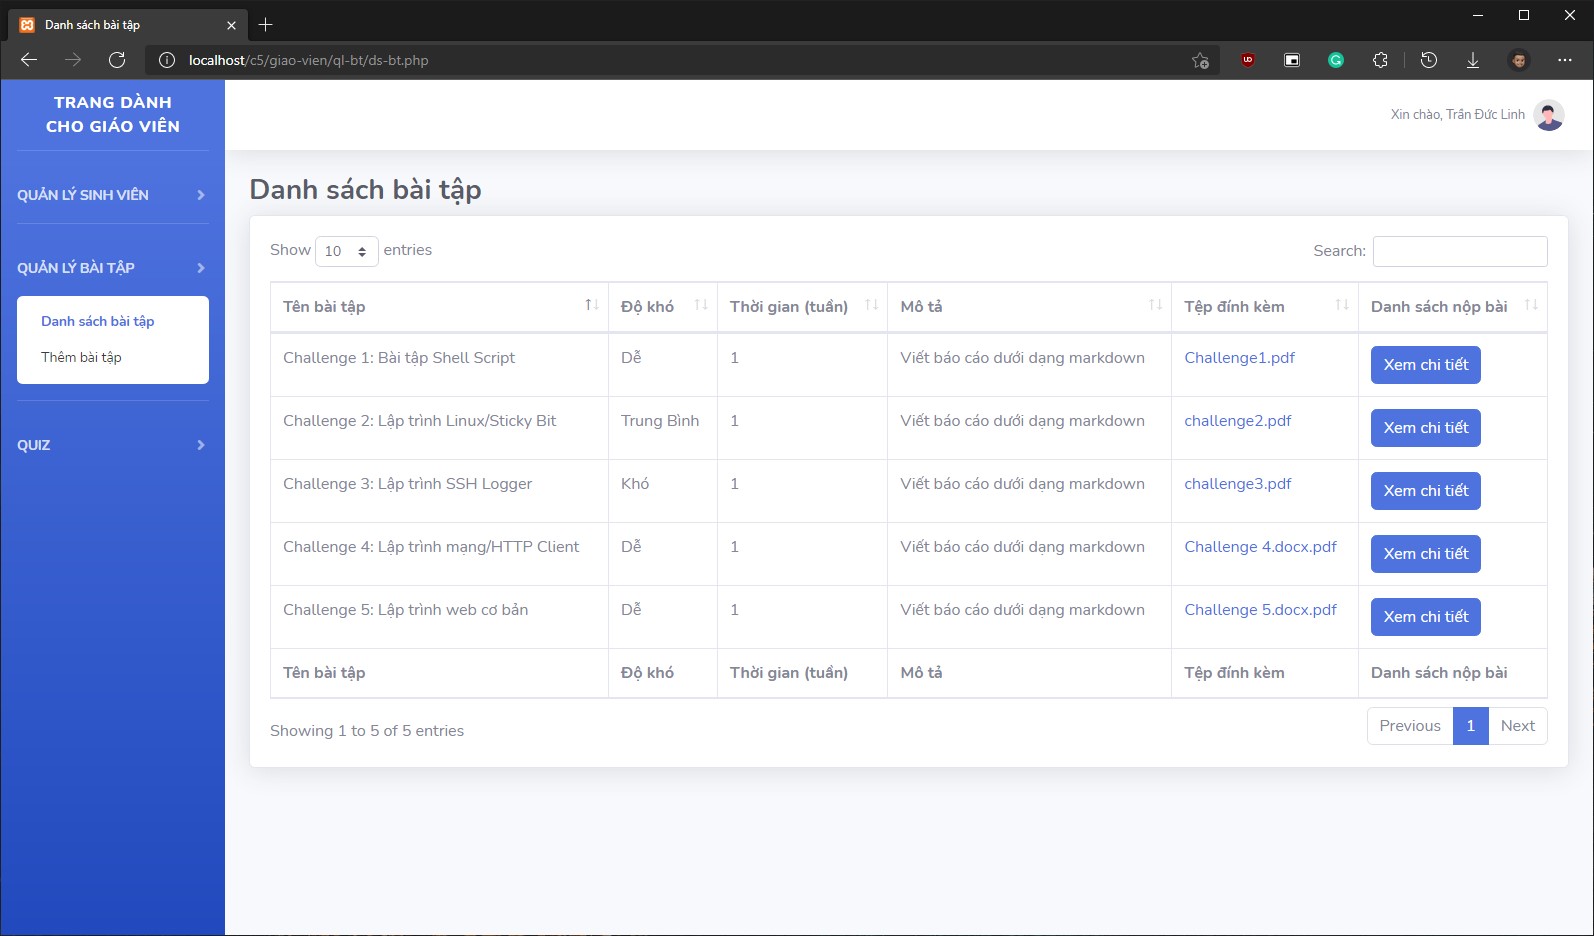 Danh sách bài tập
localhost/c5/giao-vien/ql-bt/ds-bt.php
TRANG DÀNH
CHO GIÁO VIÊN
QUẢN LÝ SINH VIÊN
QUẢN LÝ BÀI TẬP
Danh sách bài tập
Thêm bài tập
QUIZ
Xin chào, Trần Đức Linh
Danh sách bài tập
Show 10 entries Search:
Tên bài tập Độ khó Thời gian (tuần) Mô tả Tệp đính kèm Danh sách nộp bài
Challenge 1: Bài tập Shell Script Dễ 1 Viết báo cáo dưới dạng markdown Challenge1.pdf Xem chi tiết
Challenge 2: Lập trình Linux/Sticky Bit Trung Bình 1 Viết báo cáo dưới dạng markdown challenge2.pdf Xem chi tiết
Challenge 3: Lập trình SSH Logger Khó 1 Viết báo cáo dưới dạng markdown challenge3.pdf Xem chi tiết
Challenge 4: Lập trình mạng/HTTP Client Dễ 1 Viết báo cáo dưới dạng markdown Challenge 4.docx.pdf Xem chi tiết
Challenge 5: Lập trình web cơ bản Dễ 1 Viết báo cáo dưới dạng markdown Challenge 5.docx.pdf Xem chi tiết
Tên bài tập Độ khó Thời gian (tuần) Mô tả Tệp đính kèm Danh sách nộp bài
Showing 1 to 5 of 5 entries Previous 1 Next